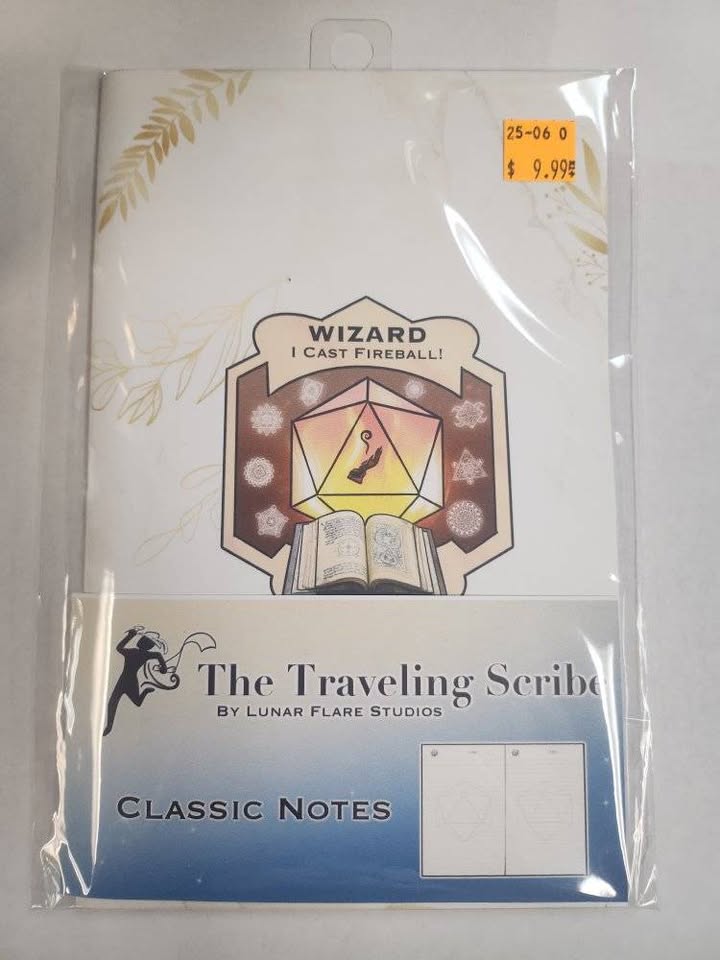 25-06 0
$ 9.99
WIZARD
I CAST FIREBALL!
The Traveling Scribe
BY LUNAR FLARE STUDIOS
CLASSIC NOTES